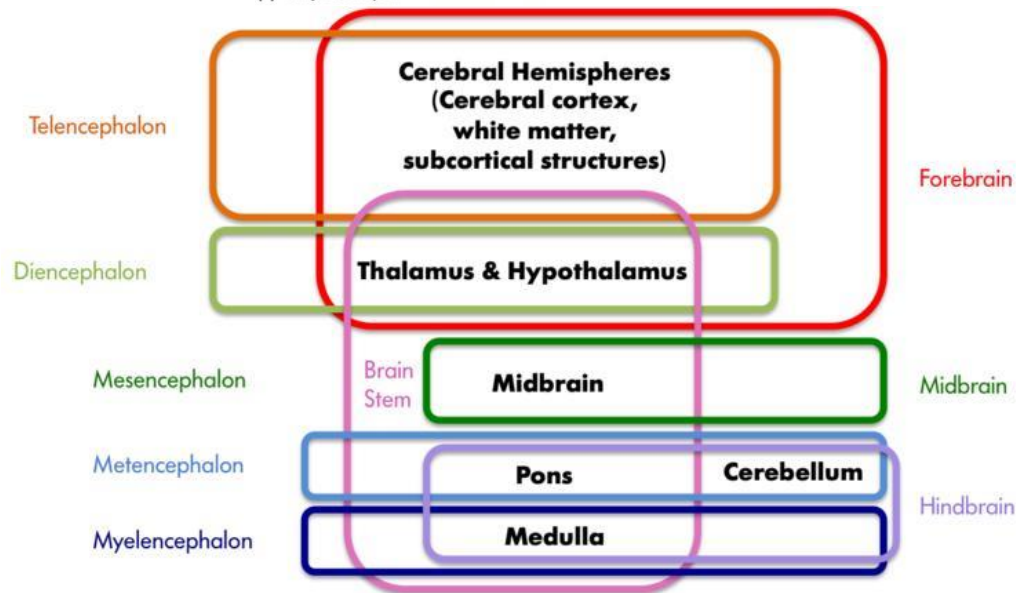 Cerebral Hemispheres
(Cerebral cortex,
white matter,
subcortical structures)
Telencephalon
Forebrain
Diencephalon
Thalamus & Hypothalamus
Mesencephalon
Brain
Stem
Midbrain
Midbrain
Metencephalon
Pons
Cerebellum
Hindbrain
Myelencephalon
Medulla